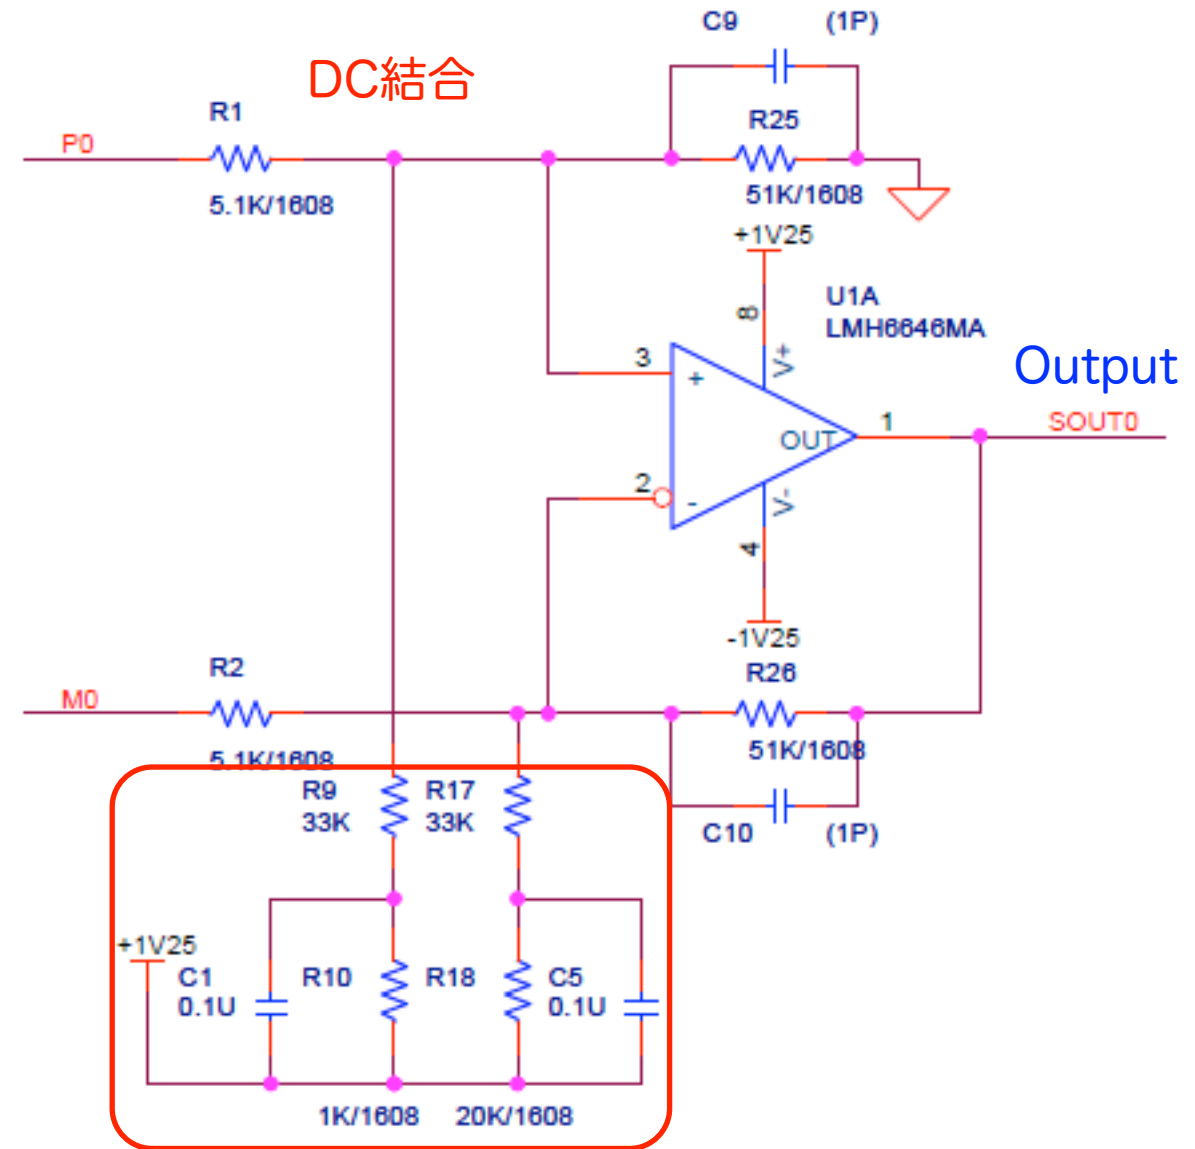 C9 (1P)
DC結合
R1
R25
P0
5.1K/1608
51K/1608
+1V25
U1A
LMH6646MA
8
V+
3
+
Output
1
SOUT0
OUT
2
-
V-
4
-1V25
R2
R26
M0
5.1K/1608
51K/1608
R9 R17
33K 33K
C10 (1P)
+1V25
C1 R10 R18 C5
0.1U 0.1U
1K/1608 20K/1608